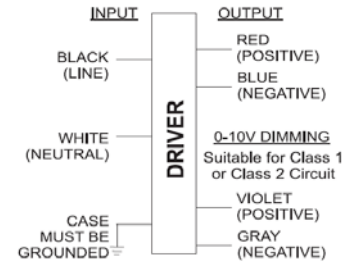 INPUT
OUTPUT
BLACK
(LINE)
WHITE
(NEUTRAL)
CASE
MUST BE
GROUNDED
DRIVER
RED
(POSITIVE)
BLUE
(NEGATIVE)
0-10V DIMMING
Suitable for Class 1
or Class 2 Circuit
VIOLET
(POSITIVE)
GRAY
(NEGATIVE)